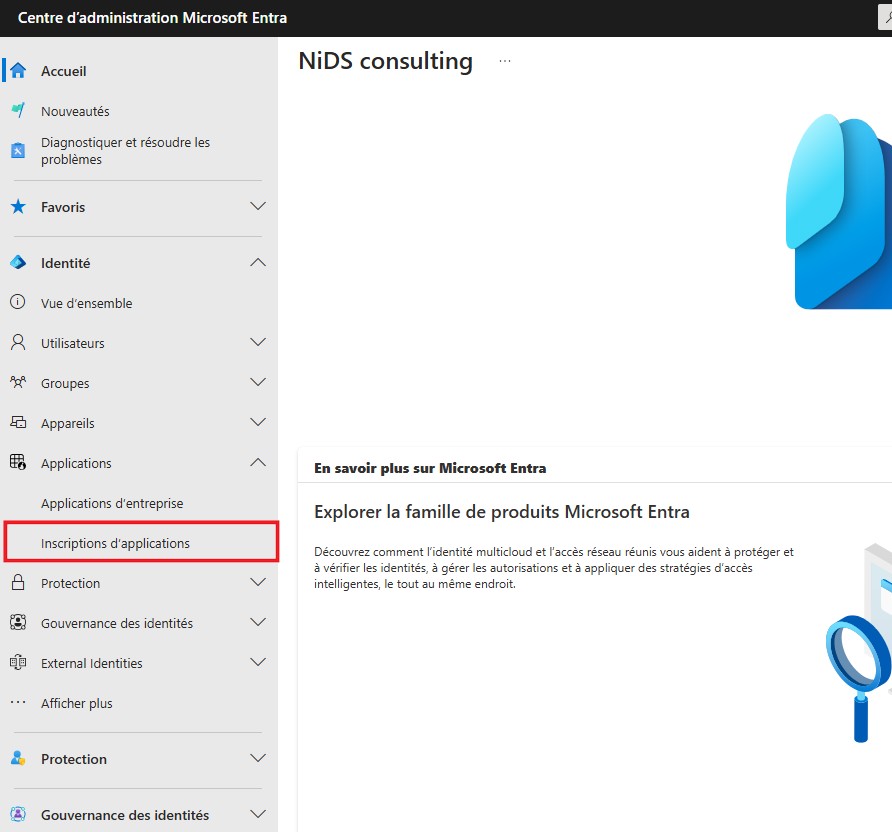 Centre d'administration Microsoft Entra
Accueil
Nouveautés
Diagnostiquer et résoudre les
problèmes
Favoris
Identité
Vue d'ensemble
Utilisateurs
Groupes
Appareils
Applications
Applications d'entreprise
Inscriptions d'applications
Protection
Gouvernance des identités
External Identities
Afficher plus
Protection
Gouvernance des identités
NiDS consulting
En savoir plus sur Microsoft Entra
Explorer la famille de produits Microsoft Entra
Découvrez comment l'identité multicloud et l'accès réseau réunis vous aident à protéger et
à vérifier les identités, à gérer les autorisations et à appliquer des stratégies d'accès
intelligentes, le tout au même endroit.